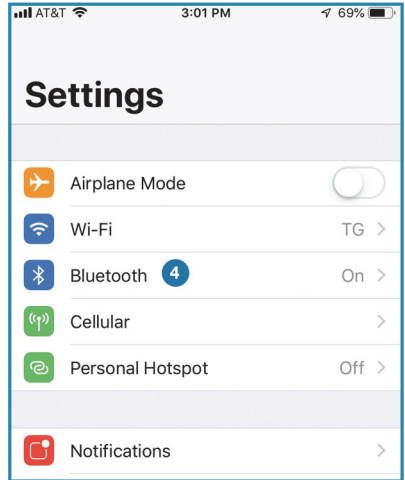 AT&T 3:01 PM 69%
Settings
Airplane Mode
Wi-Fi TG
Bluetooth 4 On
Cellular
Personal Hotspot Off
Notifications